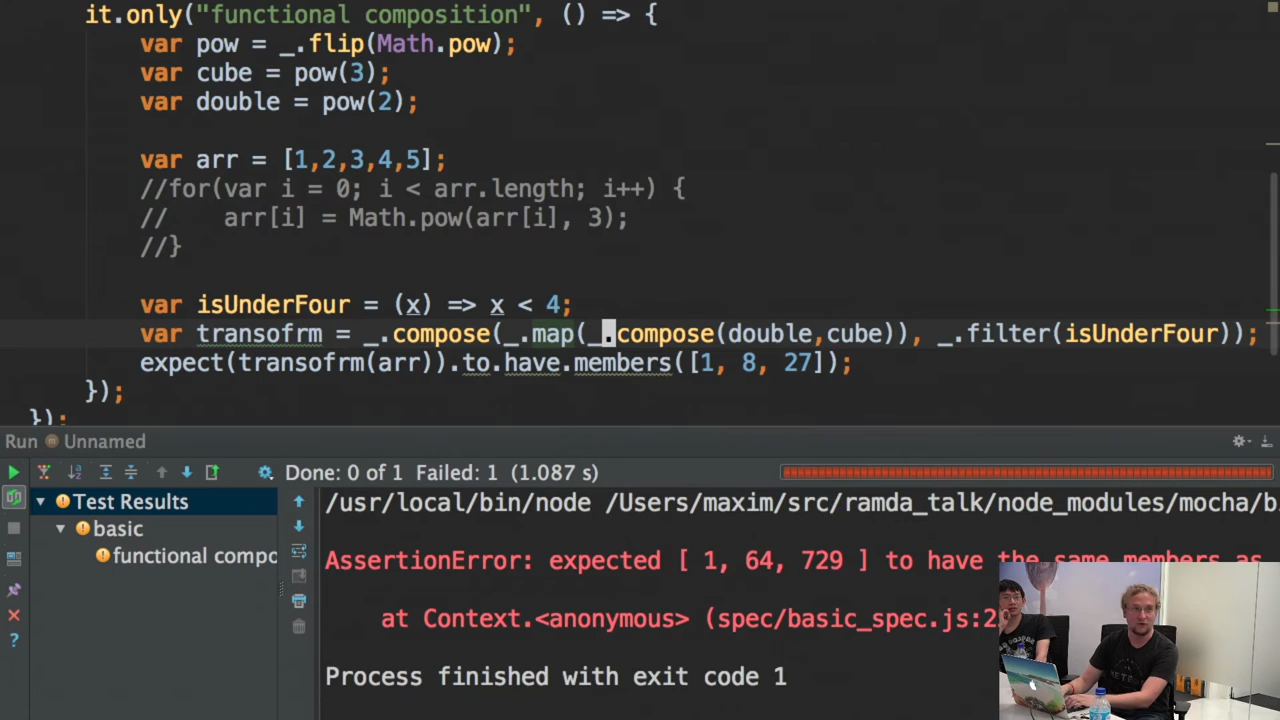 it.only("functional composition", () => {
var pow = _.flip(Math.pow);
var cube = pow(3);
var double = pow(2);
var arr = [1,2,3,4,5];
//for(var i = 0; i < arr.length; i++) {
//    arr[i] = Math.pow(arr[i], 3);
//}
var isUnderFour = (x) => x < 4;
var transofrm = _.compose(_.map(_.compose(double,cube)), _.filter(isUnderFour));
expect(transofrm(arr)).to.have.members([1, 8, 27]);
});
});
Run Unnamed
Done: 0 of 1 Failed: 1 (1.087 s)
Test Results
basic
functional compo
/usr/local/bin/node /Users/maxim/src/ramda_talk/node_modules/mocha/bi
AssertionError: expected [ 1, 64, 729 ] to have the same members as
at Context.<anonymous> (spec/basic_spec.js:2
Process finished with exit code 1